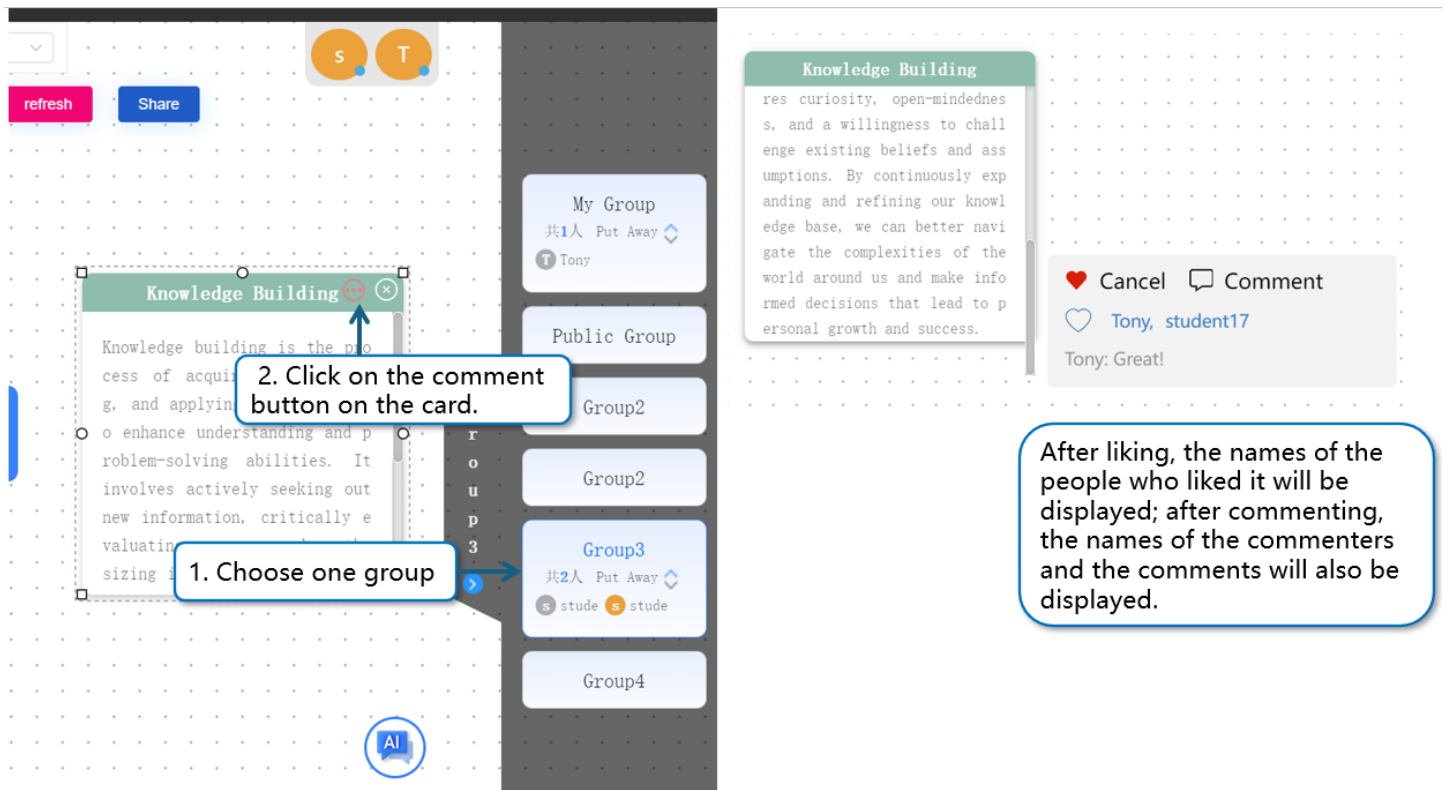 s T
refresh
Share
Knowledge Building
Knowledge building is the pro
cess of acqui
g, and applyin
o enhance understanding and p
roblem-solving abilities. It
involves actively seeking out
new information, critically e
valuatin
sizing i
2. Click on the comment
button on the card.
1. Choose one group
r
o
u
p
3
AI
My Group
共1人 Put Away
T Tony
Public Group
Group2
Group2
Group3
共2人 Put Away
s stude s stude
Group4
Knowledge Building
res curiosity, open-mindednes
s, and a willingness to chall
enge existing beliefs and ass
umptions. By continuously exp
anding and refining our knowl
edge base, we can better navi
gate the complexities of the
world around us and make info
rmed decisions that lead to p
ersonal growth and success.
Cancel Comment
Tony, student17
Tony: Great!
After liking, the names of the
people who liked it will be
displayed; after commenting,
the names of the commenters
and the comments will also be
displayed.